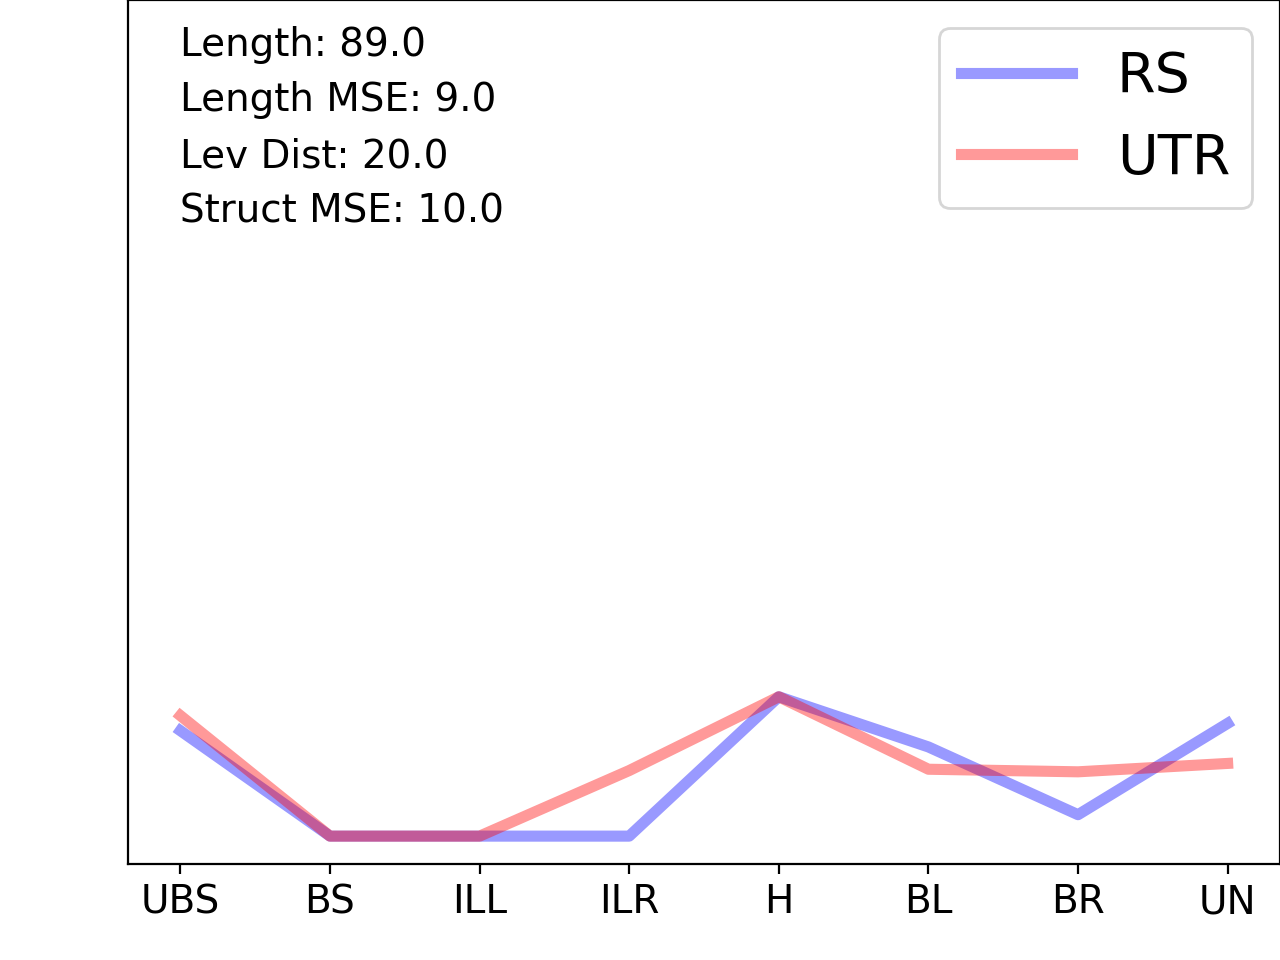 Length: 89.0
Length MSE: 9.0
Lev Dist: 20.0
Struct MSE: 10.0
RS
UTR
UBS BS ILL ILR H BL BR UN